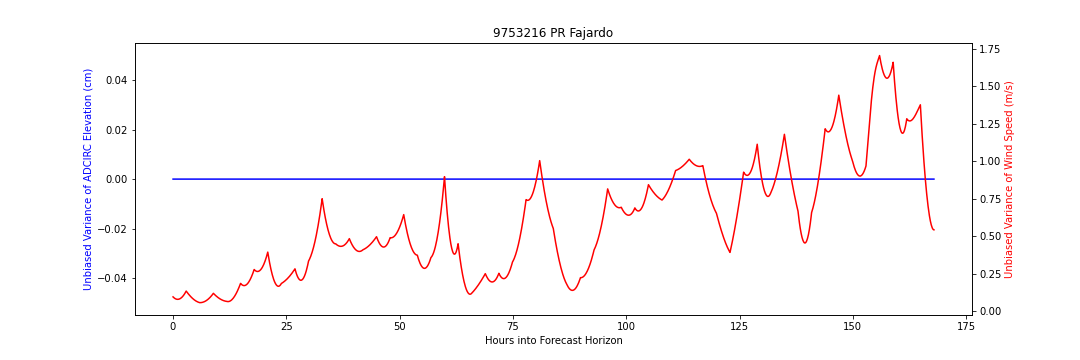 9753216 PR Fajardo
Unbiased Variance of ADCIRC Elevation (cm)
0.04
0.02
0.00
−0.02
−0.04
1.75
1.50
1.25
1.00
0.75
0.50
0.25
0.00
Unbiased Variance of Wind Speed (m/s)
0 25 50 75 100 125 150 175
Hours into Forecast Horizon